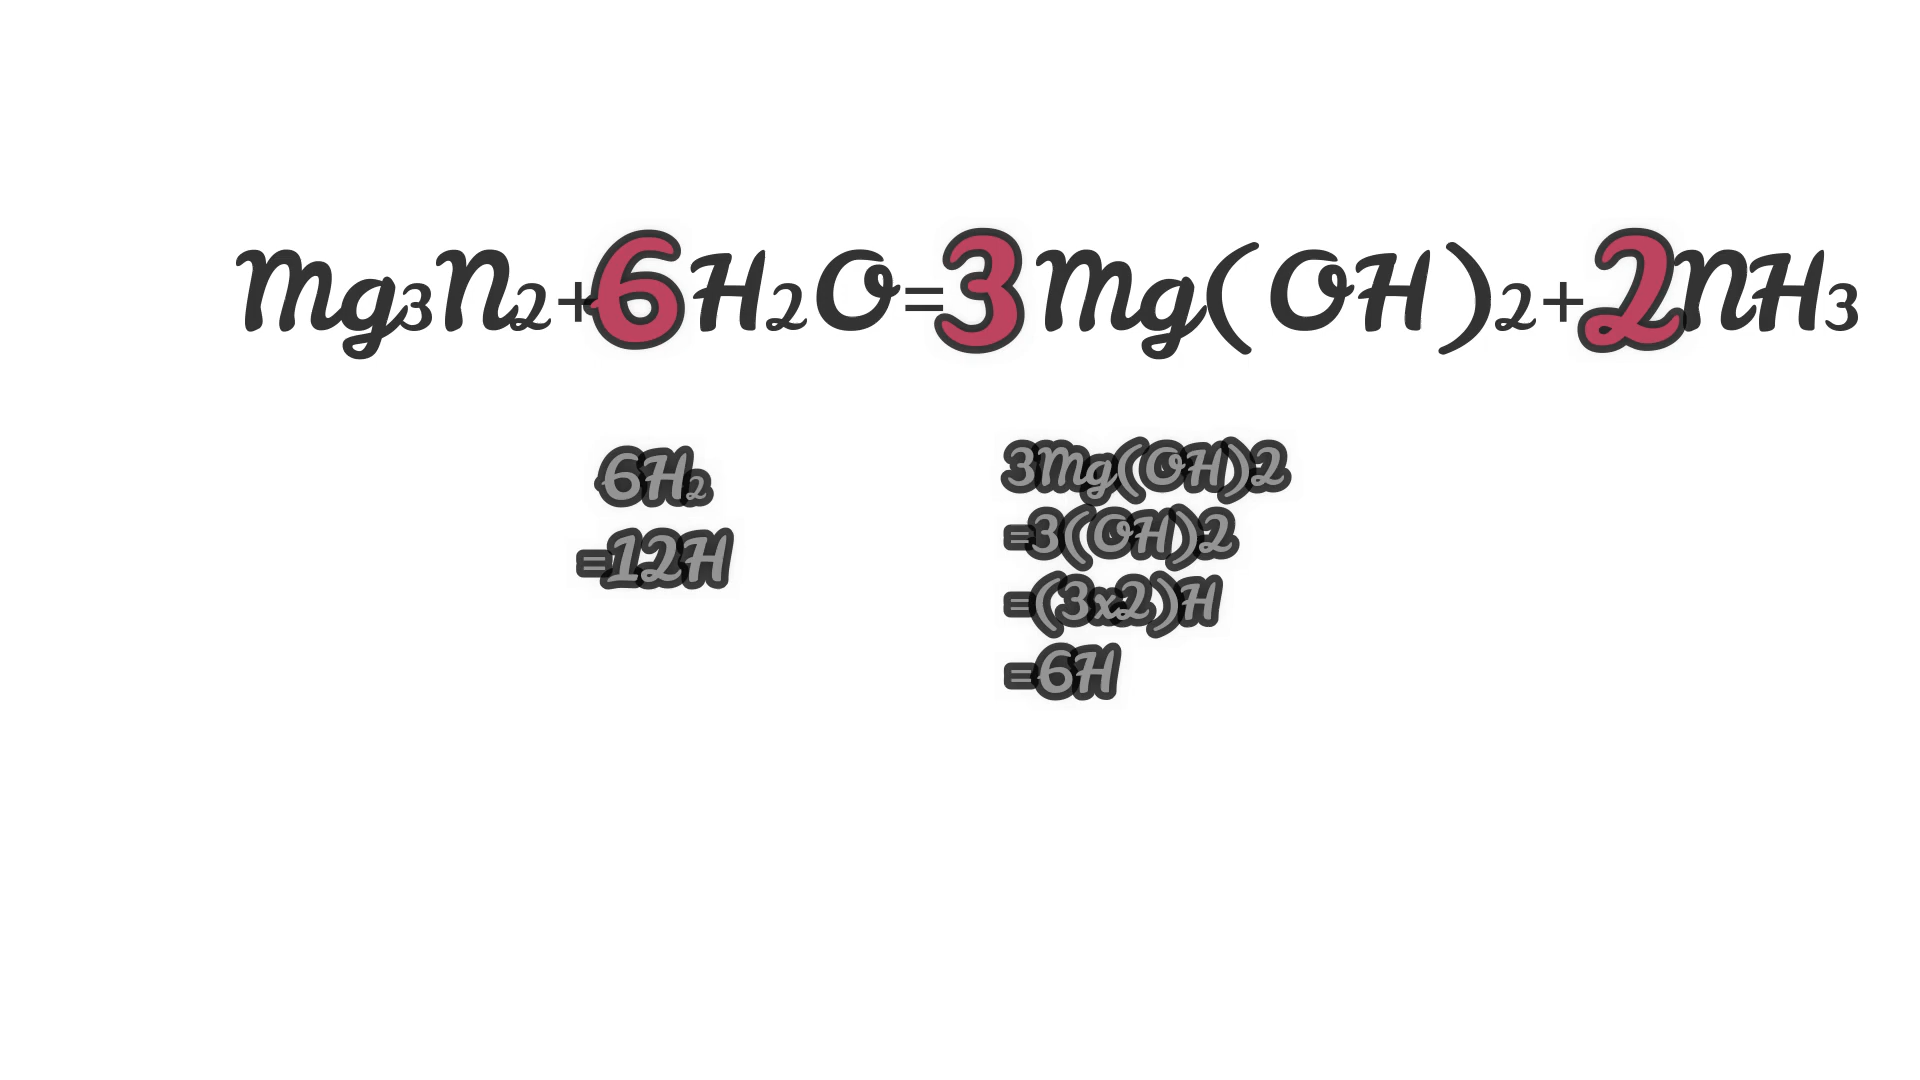 Mg₃N₂+6H₂O=3Mg(OH)₂+2NH₃
6H₂
=12H
3Mg(OH)2
=3(OH)2
=(3x2)H
=6H